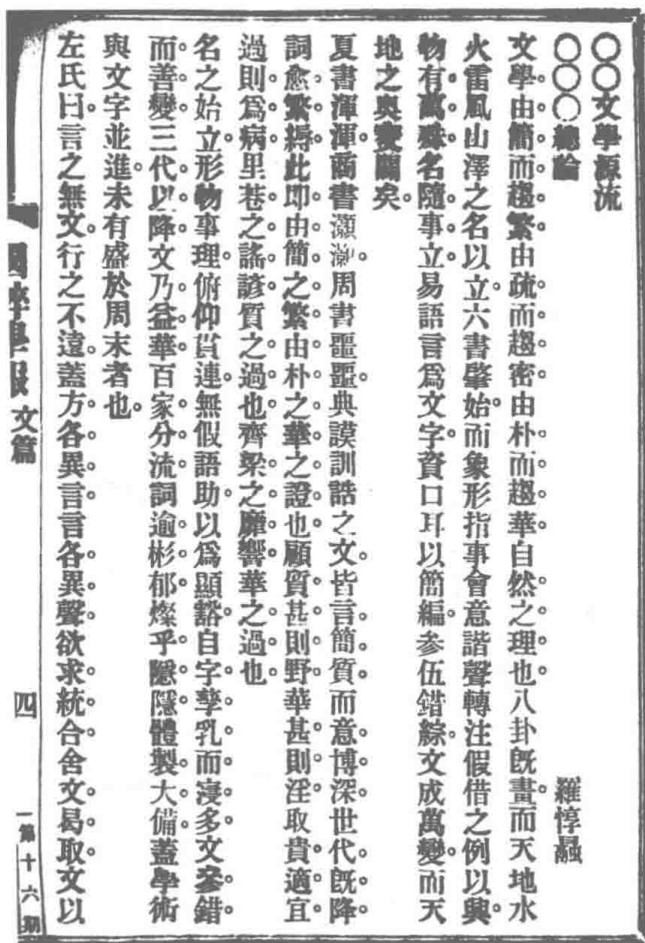 ○○文學源流
○○○總論 羅惇曧
文學由簡而趨繁。由疏而趨密。由朴而趨華。自然之理也。八卦旣畫。而天地水
火雷風山澤之名以立。六書肇始。而象形指事會意諧聲轉注假借之例以興。
物有萬殊。名隨事立。易語言爲文字。資口耳以簡編。參伍錯綜。文成萬變。而天
地之奧窔闢矣。
夏書渾渾。商書灝灝。周書噩噩。典謨訓誥之文。皆言簡質而意博深。世代旣降。
詞愈繁縟。此即由簡之繁。由朴之華之證也。顧質甚則野。華甚則淫。取貴適宜。
過則爲病。里巷之謠諺。質之過也。齊梁之靡響。華之過也
名之始立。形物事理。俯仰貫連。無假語助。以爲顯豁。自字孳乳而寖多。文參錯
而善變。三代以降。文乃益華。百家分流。詞逾彬郁。燦乎隱隱。體製大備。蓋學術
與文字並進。未有盛於周末者也。
左氏曰。言之無文。行之不遠。蓋方各異言。言各異聲。欲求統合。舍文曷取。文以
國粹學報 文篇 四 第十六期